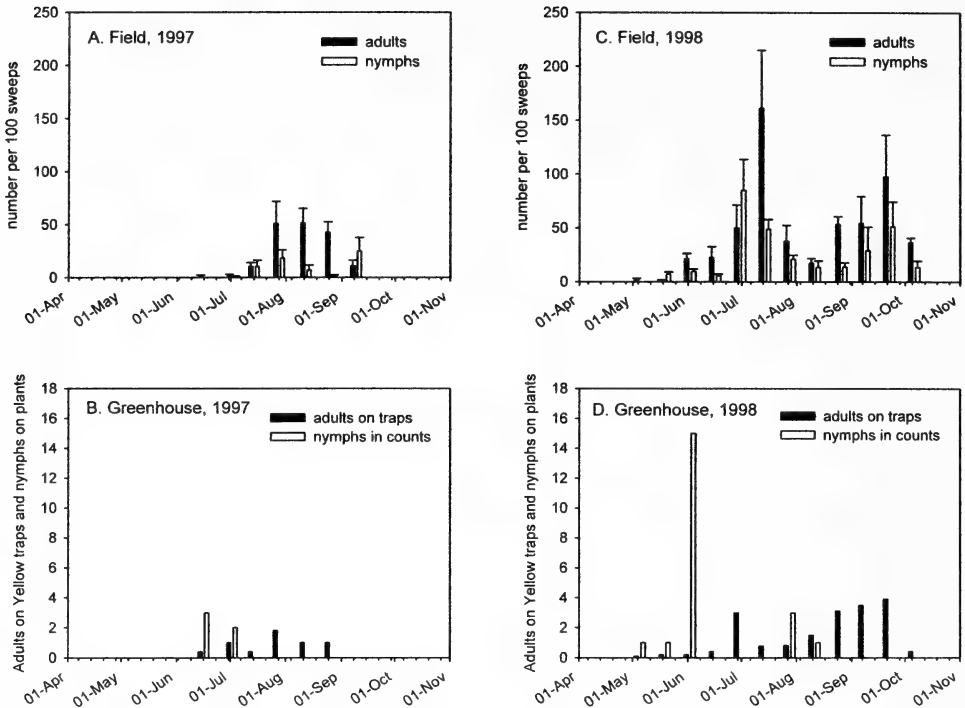 A. Field, 1997
adults
nymphs
number per 100 sweeps
250
200
150
100
50
0
01-Apr
01-May
01-Jun
01-Jul
01-Aug
01-Sep
01-Oct
01-Nov
C. Field, 1998
adults
nymphs
number per 100 sweeps
250
200
150
100
50
0
01-Apr
01-May
01-Jun
01-Jul
01-Aug
01-Sep
01-Oct
01-Nov
B. Greenhouse, 1997
adults on traps
nymphs in counts
Adults on Yellow traps and nymphs on plants
18
16
14
12
10
8
6
4
2
0
01-Apr
01-May
01-Jun
01-Jul
01-Aug
01-Sep
01-Oct
01-Nov
D. Greenhouse, 1998
adults on traps
nymphs in counts
Adults on Yellow traps and nymphs on plants
18
16
14
12
10
8
6
4
2
0
01-Apr
01-May
01-Jun
01-Jul
01-Aug
01-Sep
01-Oct
01-Nov